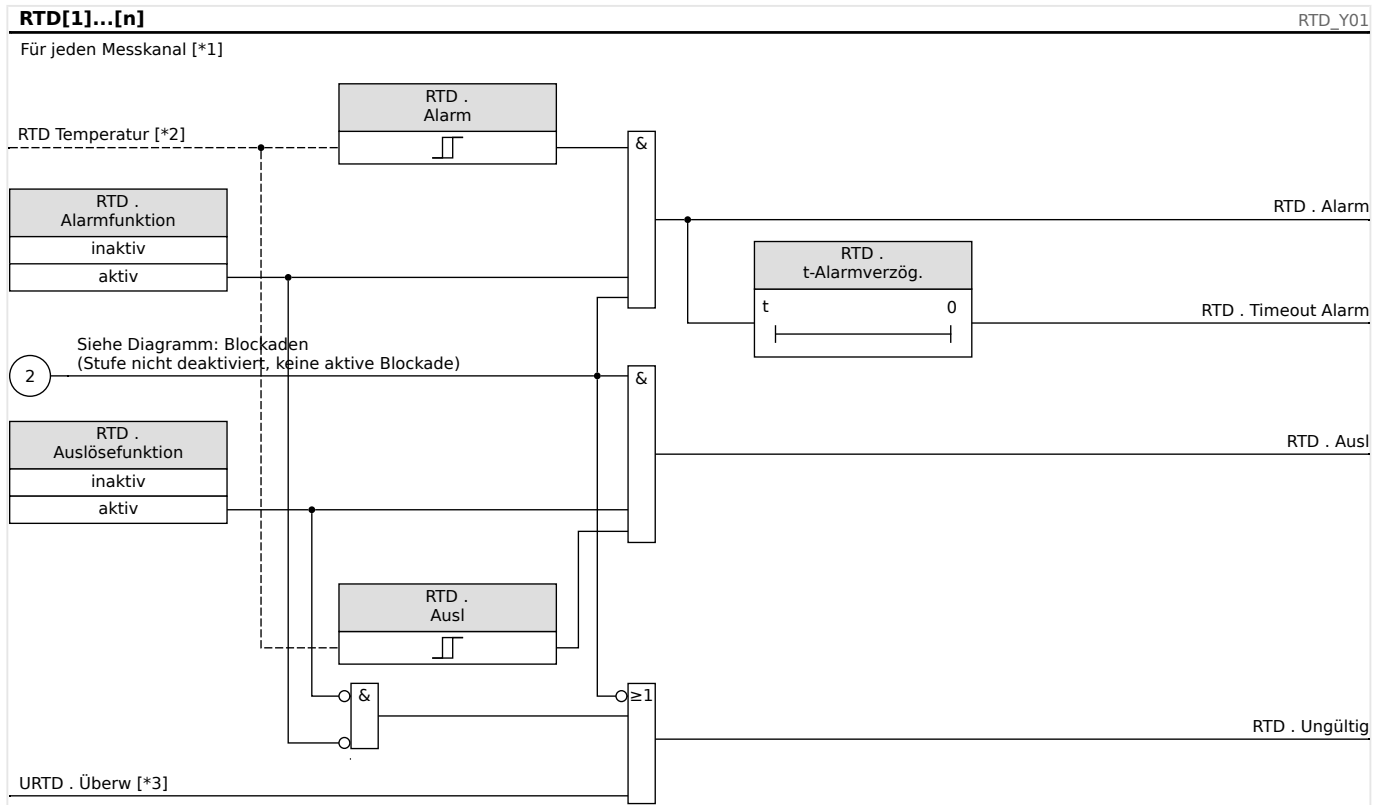 RTD[1]...[n]
RTD_Y01
Für jeden Messkanal [*1]
RTD .
Alarm
RTD Temperatur [*2]
&
RTD .
Alarmfunktion
inaktiv
aktiv
RTD . Alarm
RTD .
t-Alarmverzög.
t 0
RTD . Timeout Alarm
Siehe Diagramm: Blockaden
(Stufe nicht deaktiviert, keine aktive Blockade)
2
&
RTD .
Auslösefunktion
inaktiv
aktiv
RTD . Ausl
RTD .
Ausl
&
≥1
RTD . Ungültig
URTD . Überw [*3]